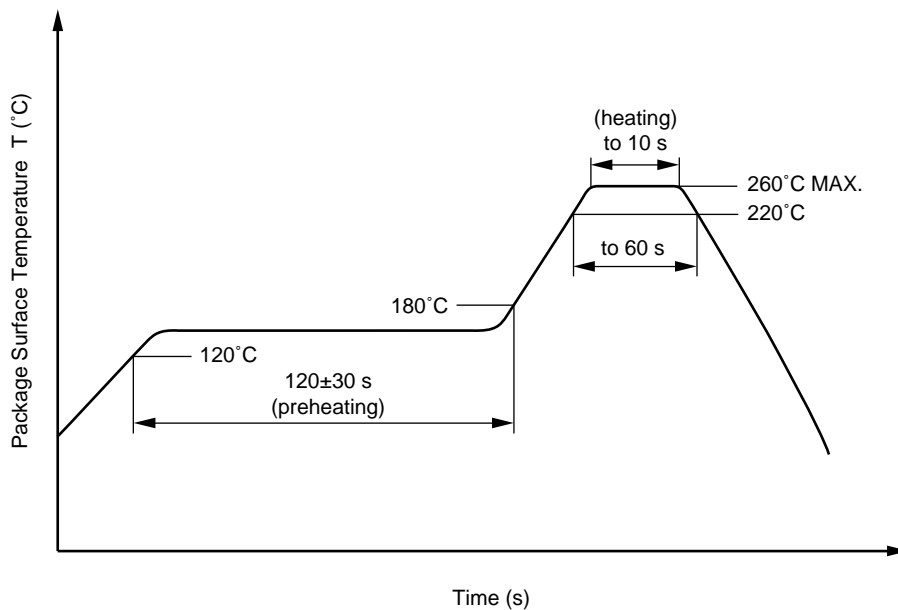 Package Surface Temperature T (˚C)
(heating)
to 10 s
260˚C MAX.
220˚C
to 60 s
180˚C
120˚C
120±30 s
(preheating)
Time (s)